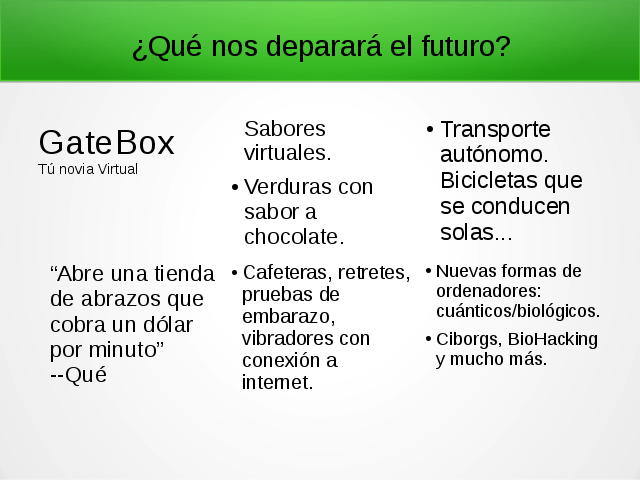 ¿Qué nos deparará el futuro?
GateBox
Tú novia Virtual
Sabores
virtuales.
• Verduras con
sabor a
chocolate.
• Transporte
autónomo.
Bicicletas que
se conducen
solas...
“Abre una tienda
de abrazos que
cobra un dólar
por minuto”
--Qué
• Cafeteras, retretes,
pruebas de
embarazo,
vibradores con
conexión a
internet.
• Nuevas formas de
ordenadores:
cuánticos/biológicos.
• Ciborgs, BioHacking
y mucho más.